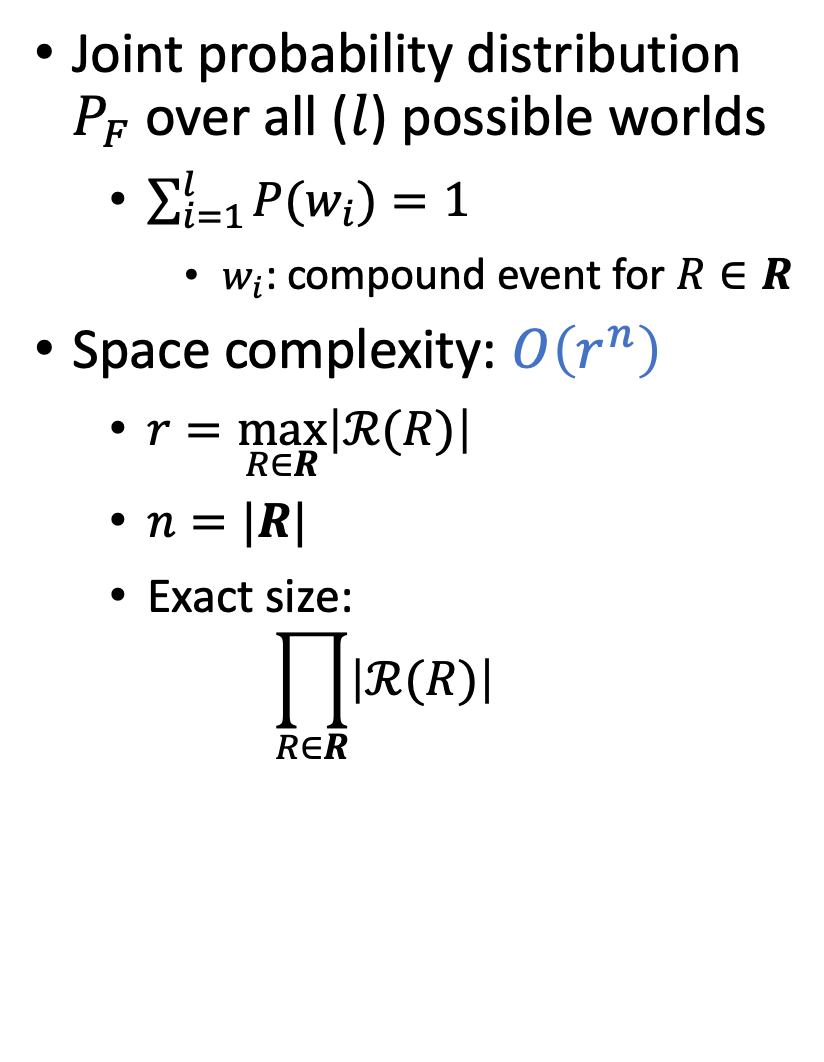 • Joint probability distribution
P_F over all (l) possible worlds
• ∑_{i=1}^{l} P(w_i) = 1
• w_i: compound event for R ∈ 𝑹
• Space complexity: O(r^n)
• r = max_{R∈𝑹} |ℛ(R)|
• n = |𝑹|
• Exact size:
∏_{R∈𝑹} |ℛ(R)|